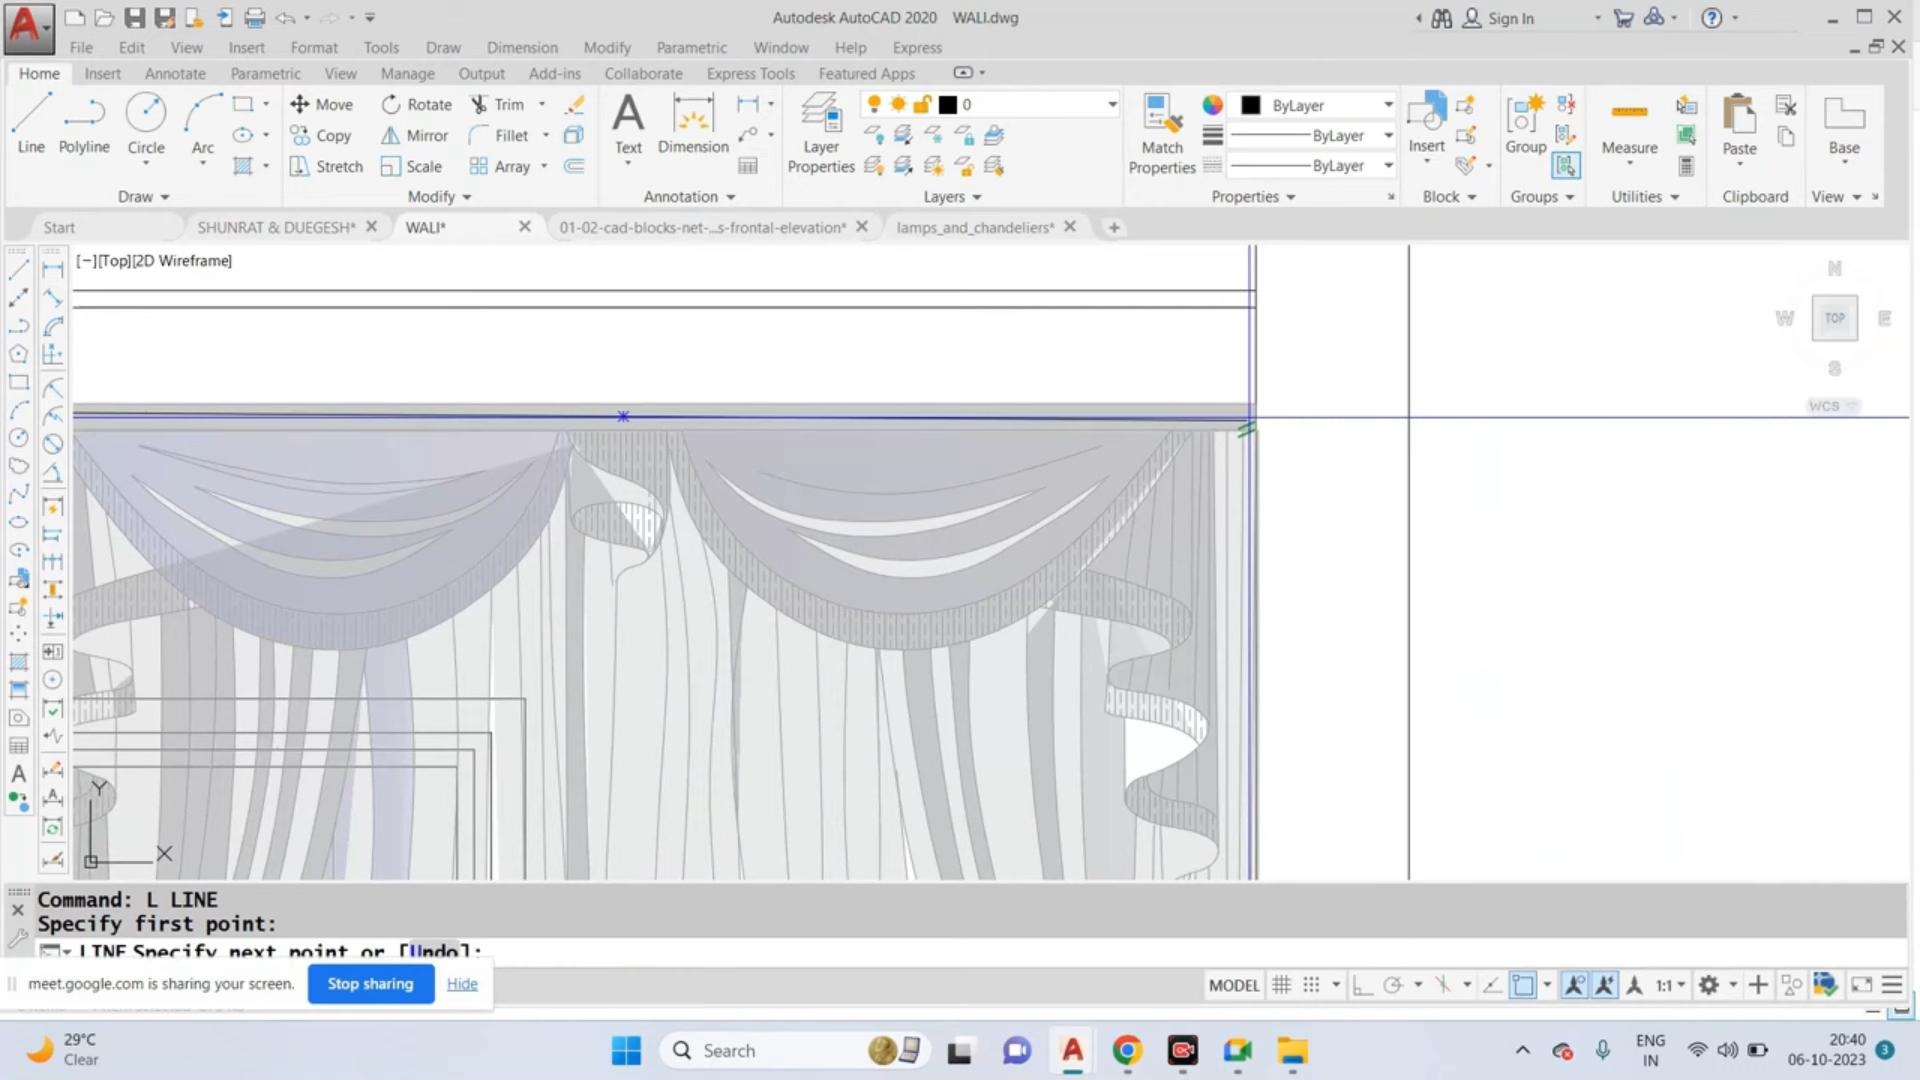 Autodesk AutoCAD 2020 WALI.dwg
Sign In
File Edit View Insert Format Tools Draw Dimension Modify Parametric Window Help Express
Home Insert Annotate Parametric View Manage Output Add-ins Collaborate Express Tools Featured Apps
Line Polyline Circle Arc
Move Rotate Trim
Copy Mirror Fillet
Stretch Scale Array
Text Dimension
Layer Properties
0
Match Properties
ByLayer
ByLayer
ByLayer
Insert Group Measure Paste Base
Draw Modify Annotation Layers Properties Block Groups Utilities Clipboard View
Start SHUNRAT & DUEGESH* WALI* 01-02-cad-blocks-net-...s-frontal-elevation* lamps_and_chandeliers*
[−][Top][2D Wireframe]
N
W TOP E
S
WCS
Y
X
A
Command: L LINE
Specify first point:
LINE Specify next point or [Undo]:
meet.google.com is sharing your screen. Stop sharing Hide
MODEL 1:1
29°C
Clear
Search
ENG
IN
20:40
06-10-2023
3